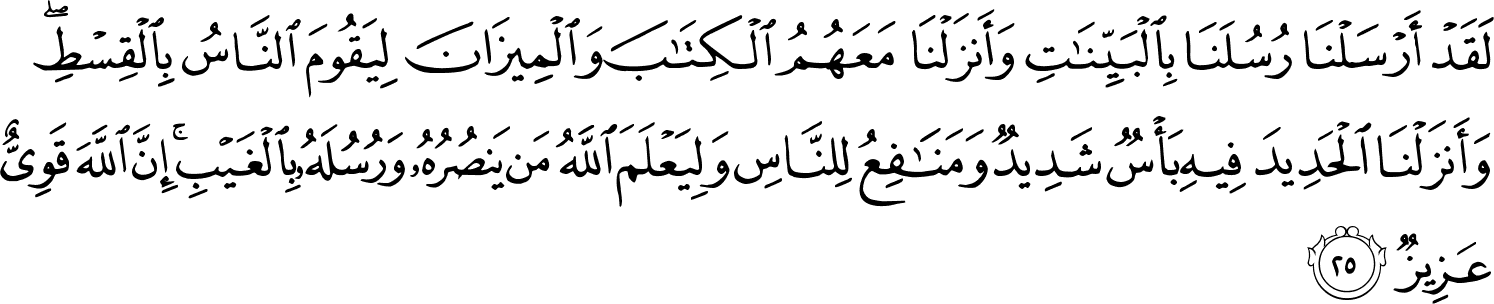 لَقَدْ أَرْسَلْنَا رُسُلَنَا بِٱلْبَيِّنَٰتِ وَأَنزَلْنَا مَعَهُمُ ٱلْكِتَٰبَ وَٱلْمِيزَانَ لِيَقُومَ ٱلنَّاسُ بِٱلْقِسْطِ ۖ
وَأَنزَلْنَا ٱلْحَدِيدَ فِيهِ بَأْسٌ شَدِيدٌ وَمَنَٰفِعُ لِلنَّاسِ وَلِيَعْلَمَ ٱللَّهُ مَن يَنصُرُهُۥ وَرُسُلَهُۥ بِٱلْغَيْبِ ۚ إِنَّ ٱللَّهَ قَوِىٌّ
عَزِيزٌ ٢٥